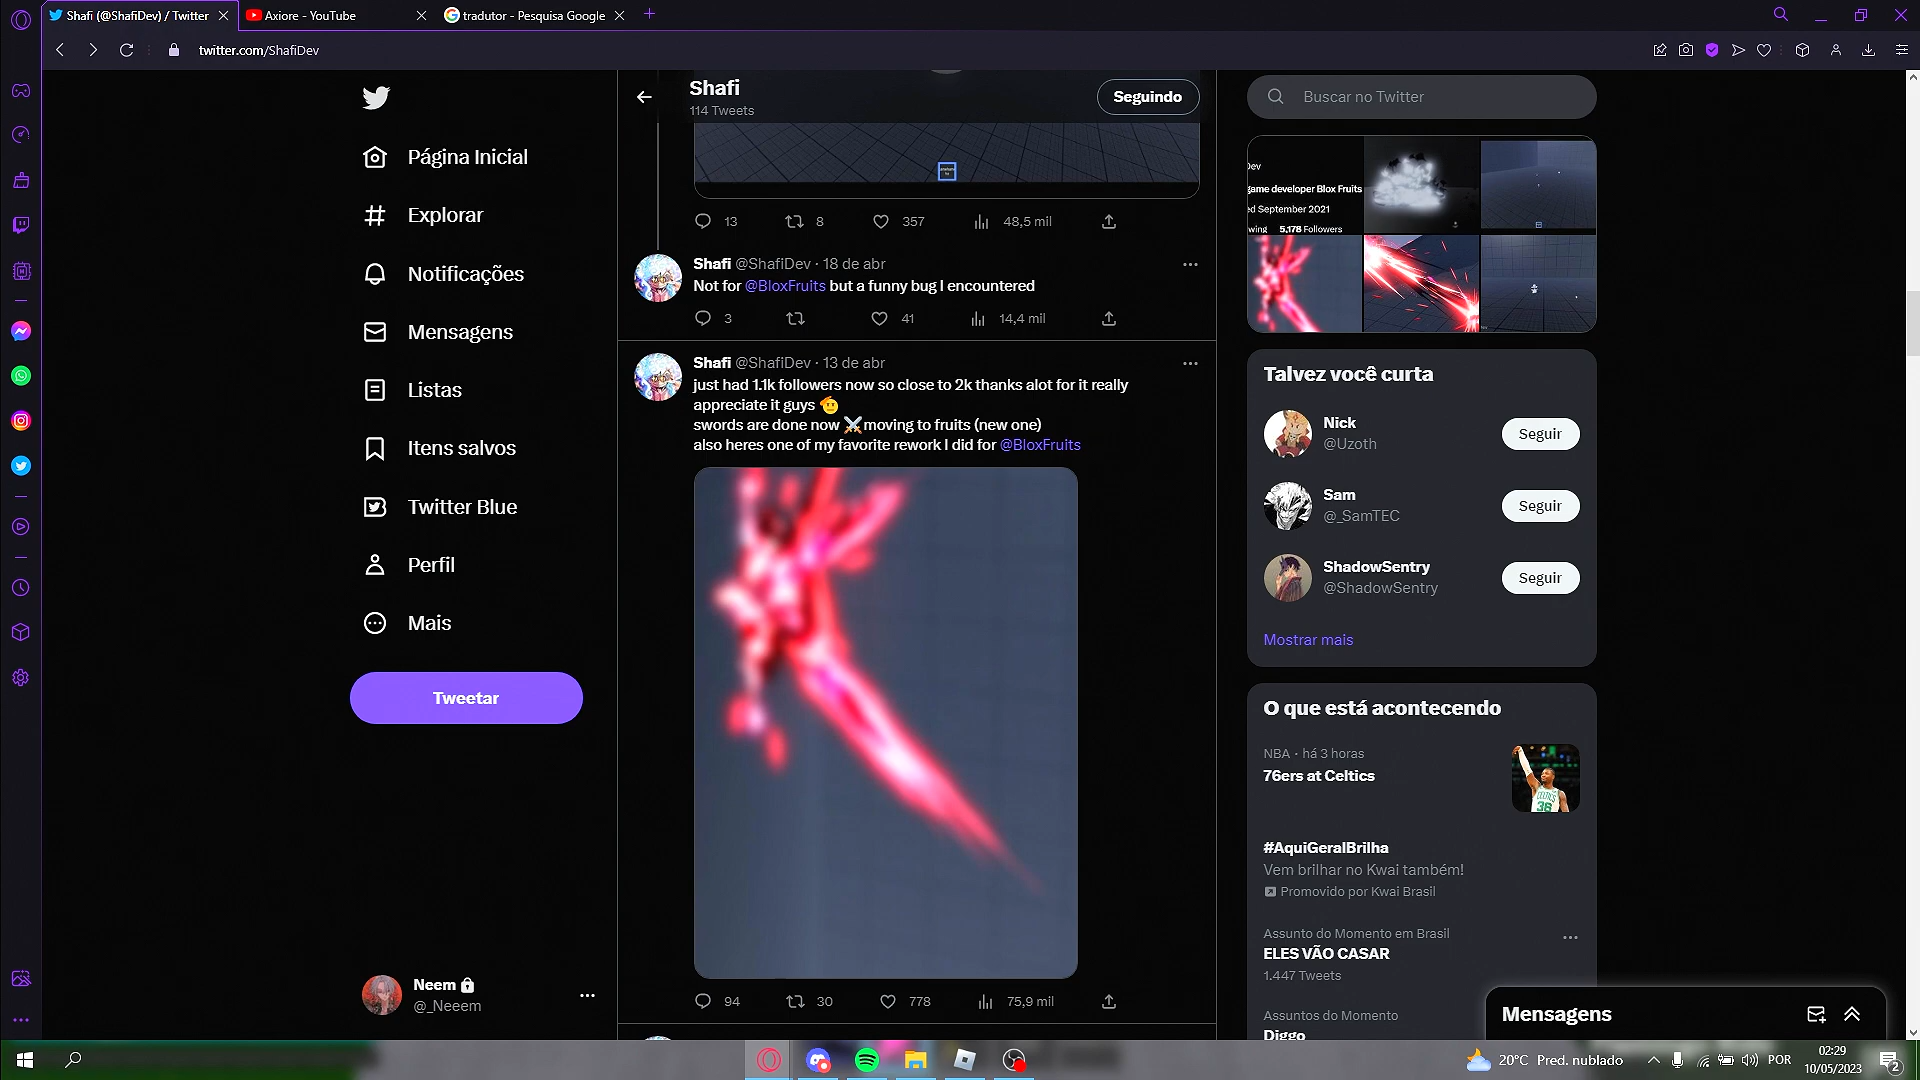 Shafi (@ShafiDev) / Twitter
Axiore - YouTube
tradutor - Pesquisa Google
twitter.com/ShafiDev
Página Inicial
Explorar
Notificações
Mensagens
Listas
Itens salvos
Twitter Blue
Perfil
Mais
Tweetar
Neem
@_Neeem
Shafi
114 Tweets
Seguindo
13 8 357 48,5 mil
Shafi @ShafiDev · 18 de abr
Not for @BloxFruits but a funny bug I encountered
3 41 14,4 mil
Shafi @ShafiDev · 13 de abr
just had 1.1k followers now so close to 2k thanks alot for it really
appreciate it guys 🫡
swords are done now ⚔️moving to fruits (new one)
also heres one of my favorite rework I did for @BloxFruits
94 30 778 75,9 mil
Buscar no Twitter
Dev
game developer Blox Fruits
ed September 2021
wing 5,178 Followers
Talvez você curta
Nick
@Uzoth
Seguir
Sam
@_SamTEC
Seguir
ShadowSentry
@ShadowSentry
Seguir
Mostrar mais
O que está acontecendo
NBA · há 3 horas
76ers at Celtics
CELTICS
36
#AquiGeralBrilha
Vem brilhar no Kwai também!
Promovido por Kwai Brasil
Assunto do Momento em Brasil
ELES VÃO CASAR
1.447 Tweets
Assuntos do Momento
Diggo
Mensagens
20°C Pred. nublado
POR
02:29
10/05/2023
2